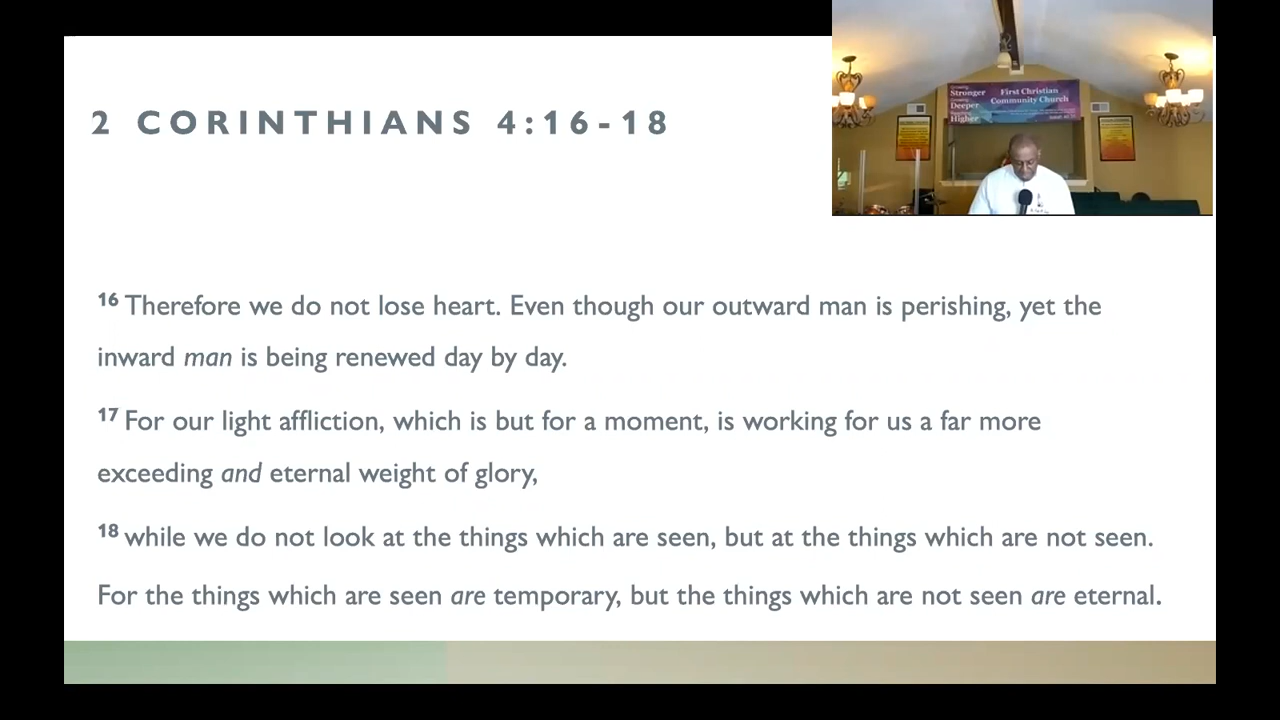 2 CORINTHIANS 4:16-18
Growing
Stronger
Deeper
Higher
First Christian
Community Church
16 Therefore we do not lose heart. Even though our outward man is perishing, yet the
inward man is being renewed day by day.
17 For our light affliction, which is but for a moment, is working for us a far more
exceeding and eternal weight of glory,
18 while we do not look at the things which are seen, but at the things which are not seen.
For the things which are seen are temporary, but the things which are not seen are eternal.